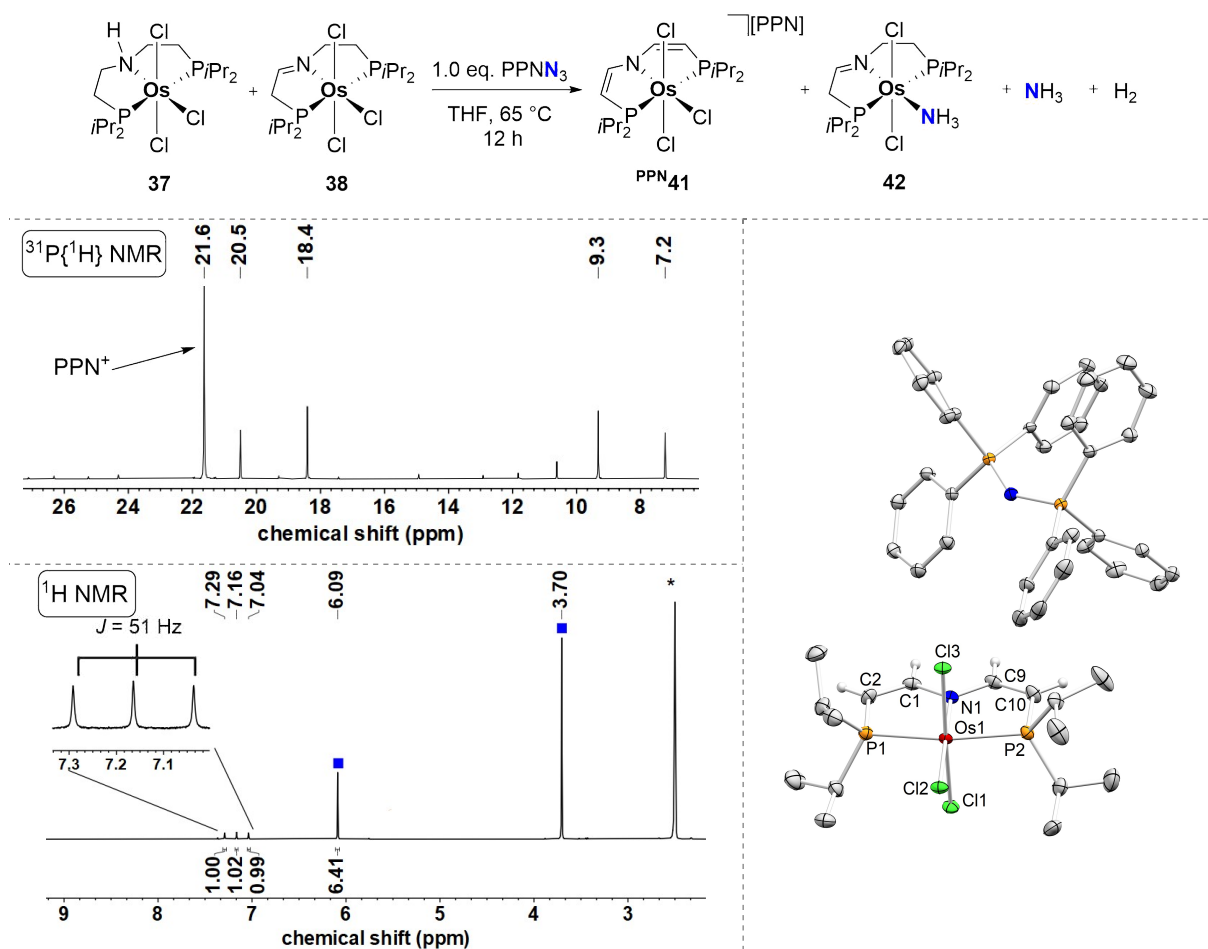 H
N
Cl
PiPr2
Os
P
iPr2
Cl
Cl
37
+
N
Cl
PiPr2
Os
P
iPr2
Cl
Cl
38
1.0 eq. PPNN3
THF, 65 °C
12 h
][PPN]
N
Cl
PiPr2
Os
P
iPr2
Cl
Cl
PPN41
+
N
Cl
PiPr2
Os
P
iPr2
NH3
Cl
42
+ NH3 + H2
31P{1H} NMR
21.6
20.5
18.4
9.3
7.2
PPN+
26 24 22 20 18 16 14 12 10 8
chemical shift (ppm)
1H NMR
7.29
7.16
7.04
6.09
3.70
*
J = 51 Hz
7.3 7.2 7.1
1.00
1.02
0.99
6.41
9 8 7 6 5 4 3
chemical shift (ppm)
Cl3
C2
C1
C9
N1
C10
Os1
P1
P2
Cl2
Cl1